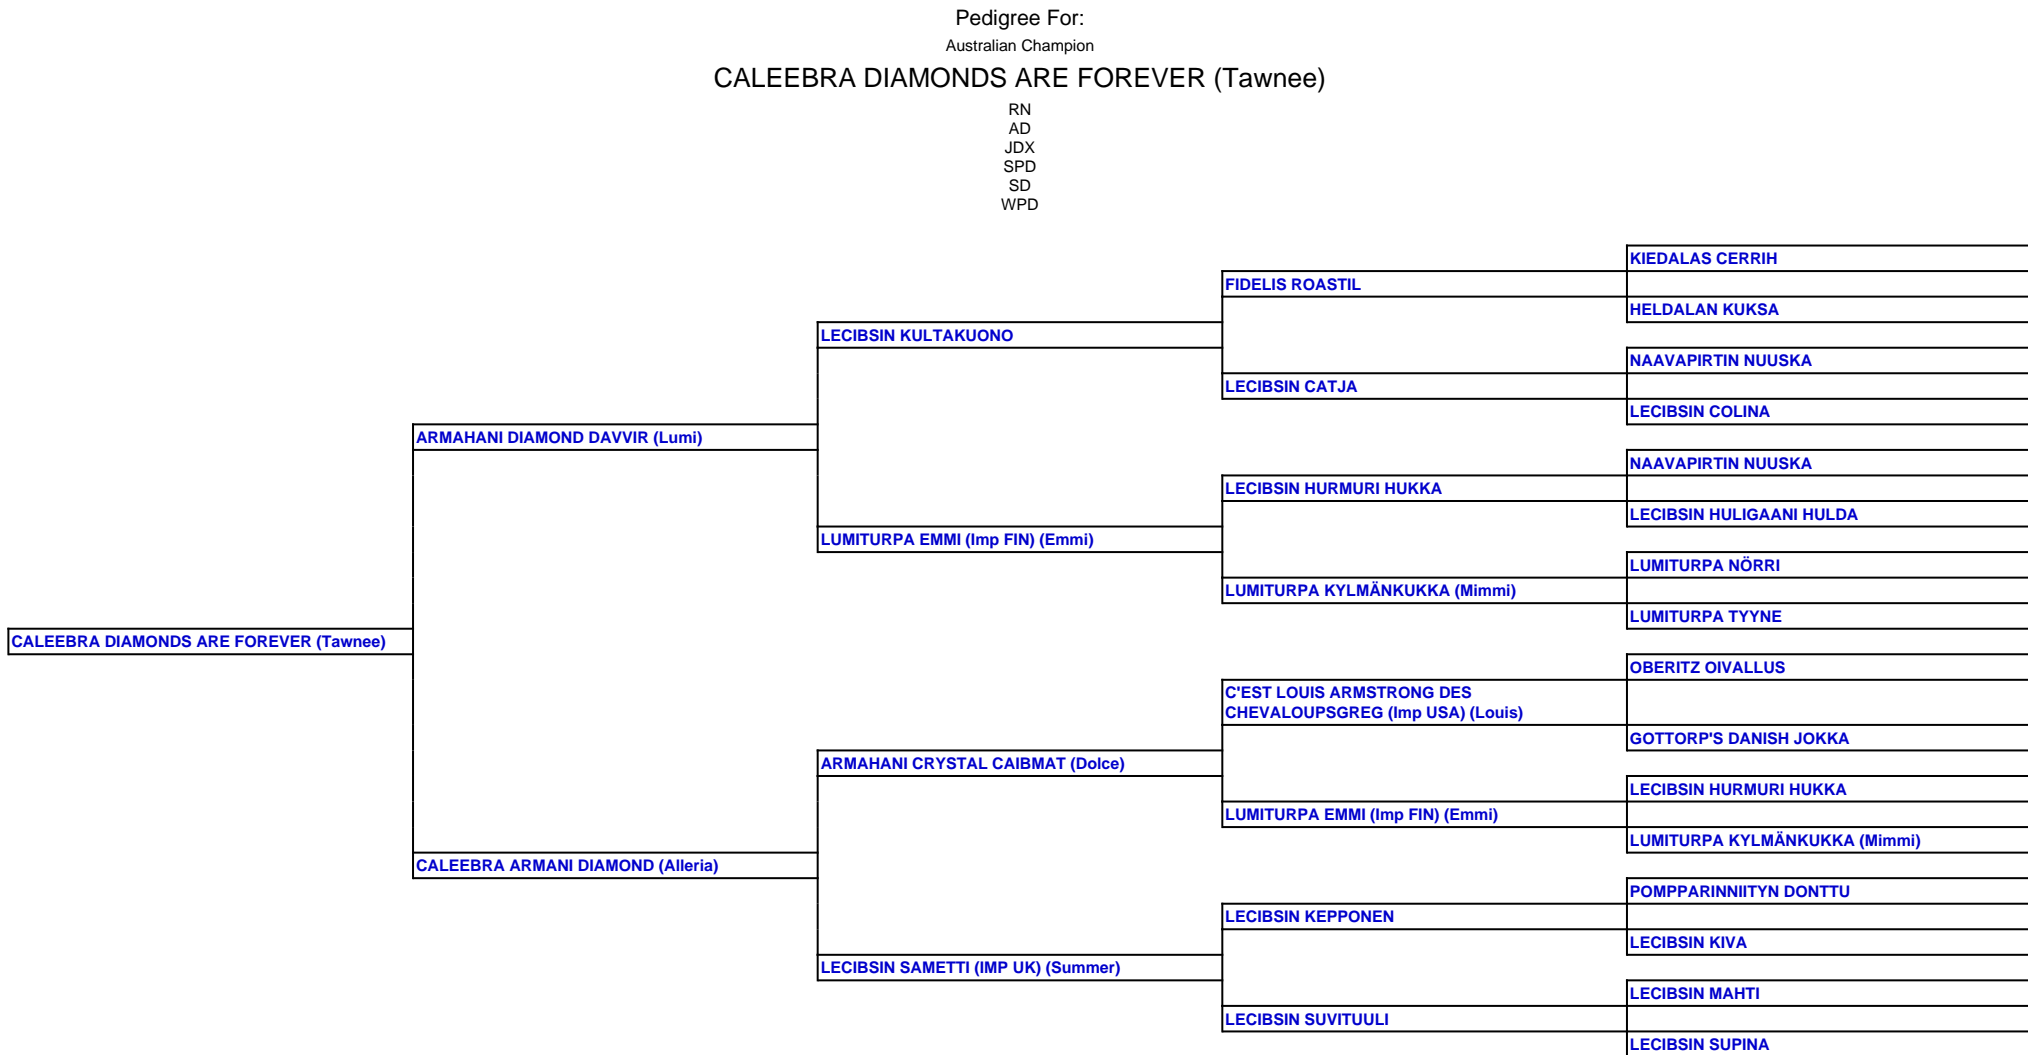 Pedigree For:
Australian Champion
CALEEBRA DIAMONDS ARE FOREVER (Tawnee)
RN
AD
JDX
SPD
SD
WPD
KIEDALAS CERRIH
FIDELIS ROASTIL
HELDALAN KUKSA
LECIBSIN KULTAKUONO
NAAVAPIRTIN NUUSKA
LECIBSIN CATJA
LECIBSIN COLINA
ARMAHANI DIAMOND DAVVIR (Lumi)
NAAVAPIRTIN NUUSKA
LECIBSIN HURMURI HUKKA
LECIBSIN HULIGAANI HULDA
LUMITURPA EMMI (Imp FIN) (Emmi)
LUMITURPA NÖRRI
LUMITURPA KYLMÄNKUKKA (Mimmi)
LUMITURPA TYYNE
CALEEBRA DIAMONDS ARE FOREVER (Tawnee)
OBERITZ OIVALLUS
C'EST LOUIS ARMSTRONG DES
CHEVALOUPSGREG (Imp USA) (Louis)
GOTTORP'S DANISH JOKKA
ARMAHANI CRYSTAL CAIBMAT (Dolce)
LECIBSIN HURMURI HUKKA
LUMITURPA EMMI (Imp FIN) (Emmi)
LUMITURPA KYLMÄNKUKKA (Mimmi)
CALEEBRA ARMANI DIAMOND (Alleria)
POMPPARINNIITYN DONTTU
LECIBSIN KEPPONEN
LECIBSIN KIVA
LECIBSIN SAMETTI (IMP UK) (Summer)
LECIBSIN MAHTI
LECIBSIN SUVITUULI
LECIBSIN SUPINA